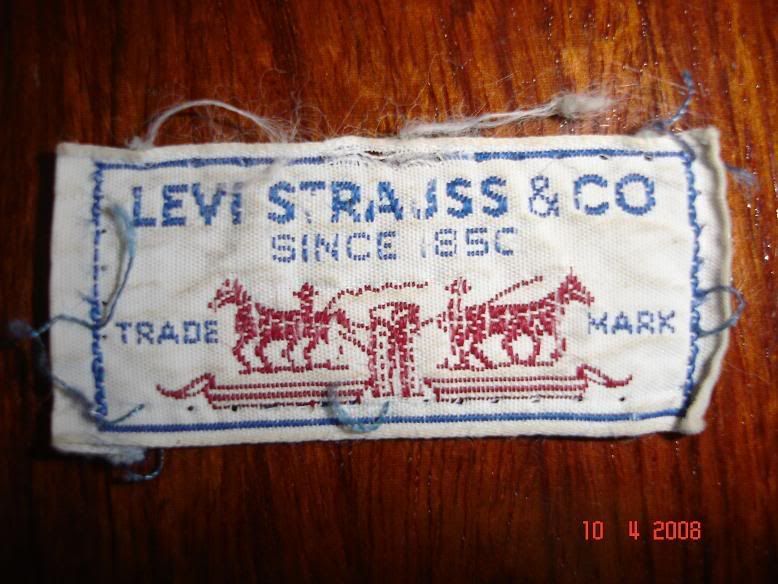 LEVI STRAUSS & CO
SINCE 1850
TRADE MARK
10 4 2008